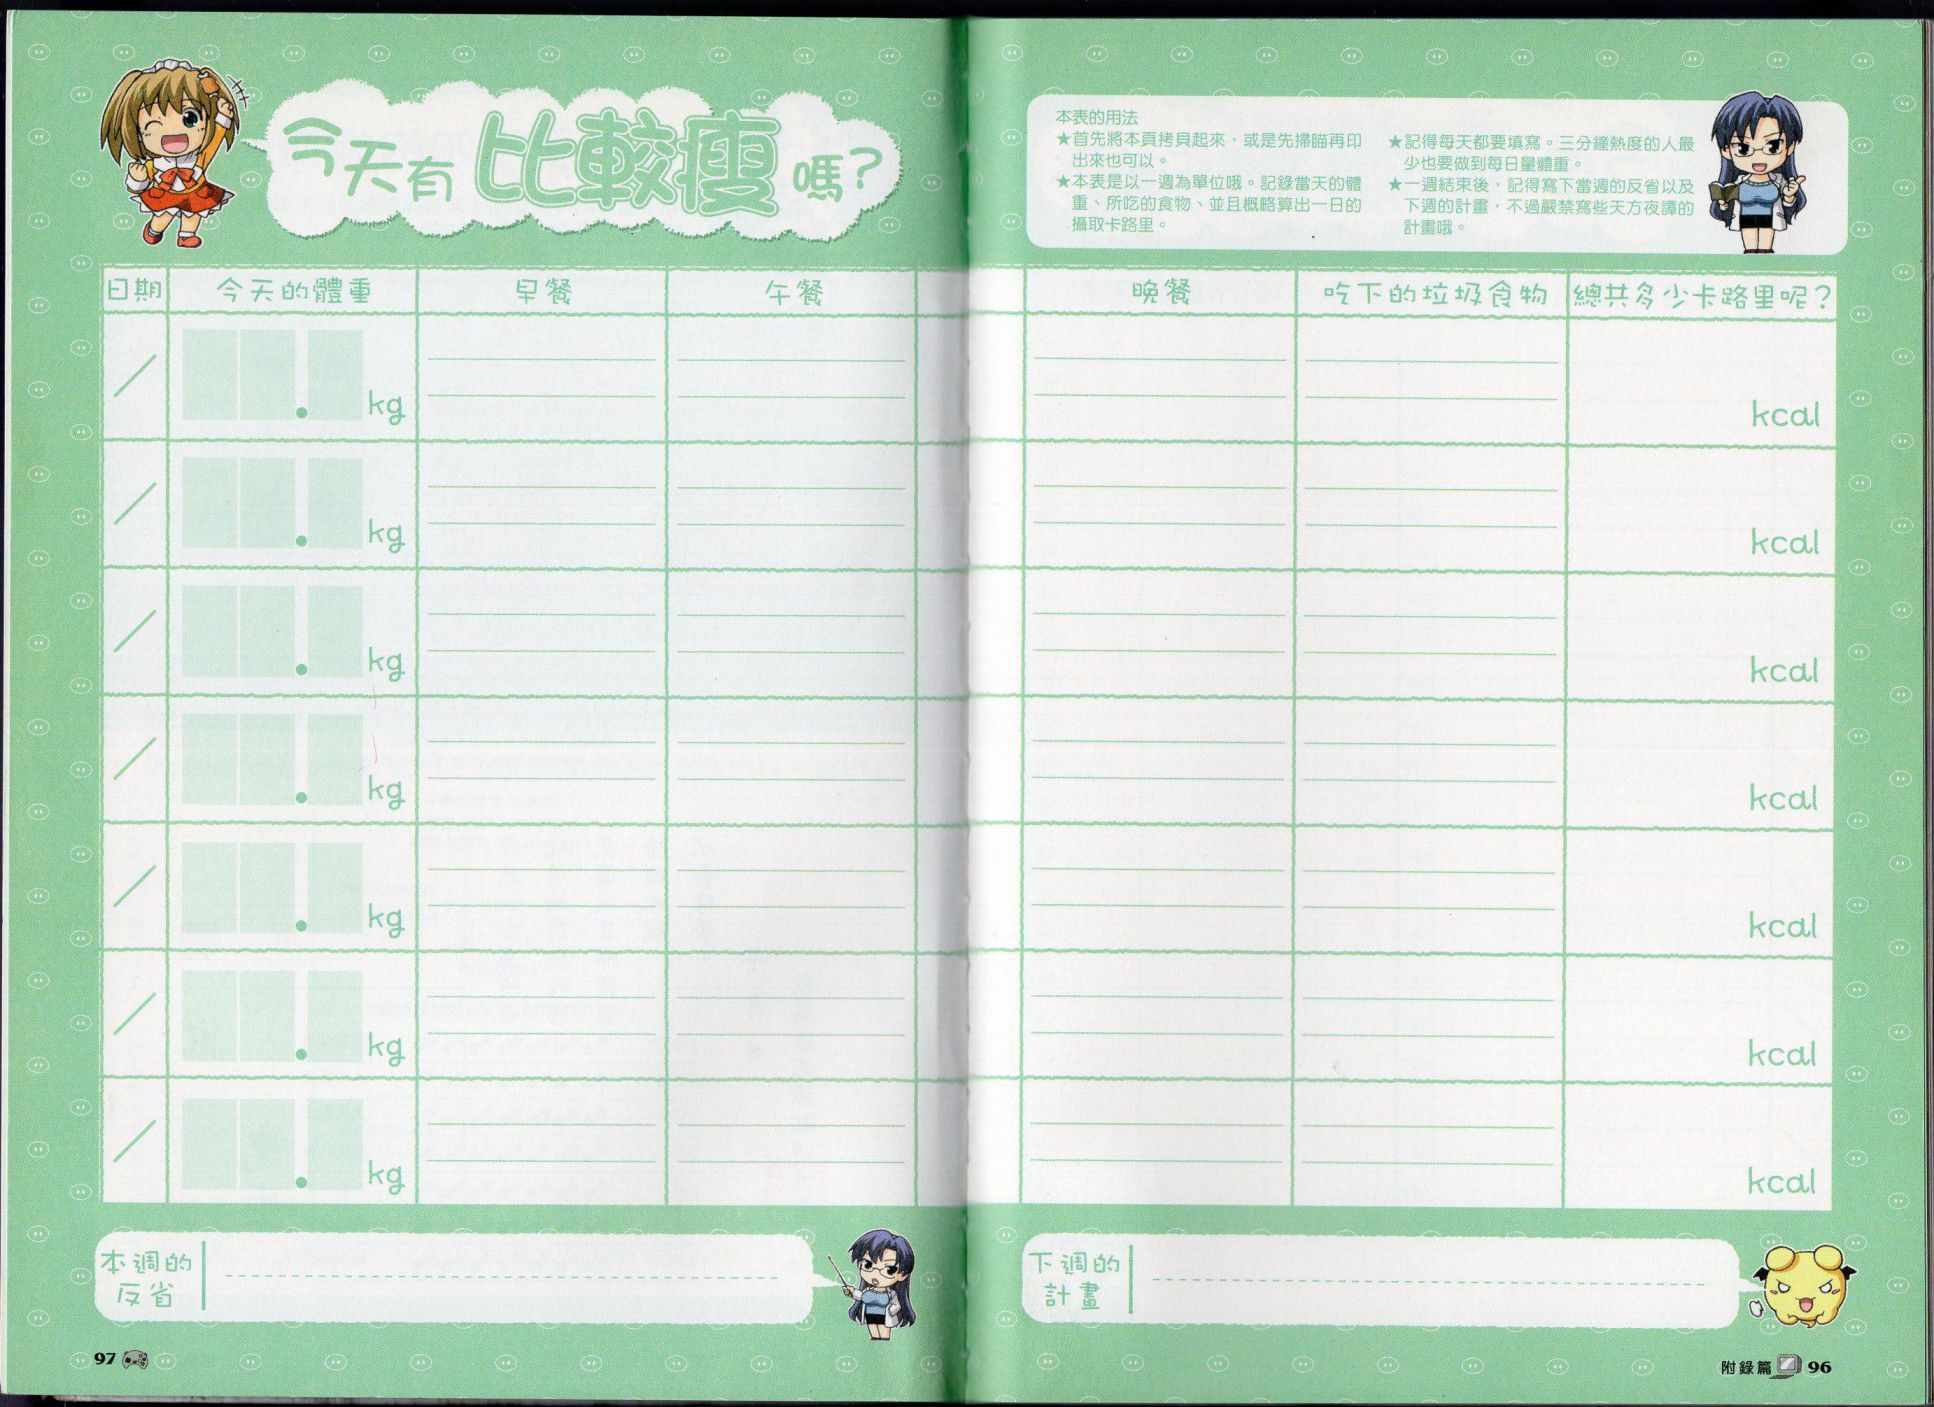 今天有比較瘦嗎?
本表的用法
★首先將本頁拷貝起來，或是先掃瞄再印
出來也可以。
★本表是以一週為單位哦。記錄當天的體
重、所吃的食物、並且概略算出一日的
攝取卡路里。
★記得每天都要填寫。三分鐘熱度的人最
少也要做到每日量體重。
★一週結束後，記得寫下當週的反省以及
下週的計畫，不過嚴禁寫些天方夜譚的
計畫哦。
日期 今天的體重 早餐 午餐 晚餐 吃下的垃圾食物 總共多少卡路里呢？
/ . kg kcal
/ . kg kcal
/ . kg kcal
/ . kg kcal
/ . kg kcal
/ . kg kcal
/ . kg kcal
本週的
反省
下週的
計畫
97
附錄篇 96